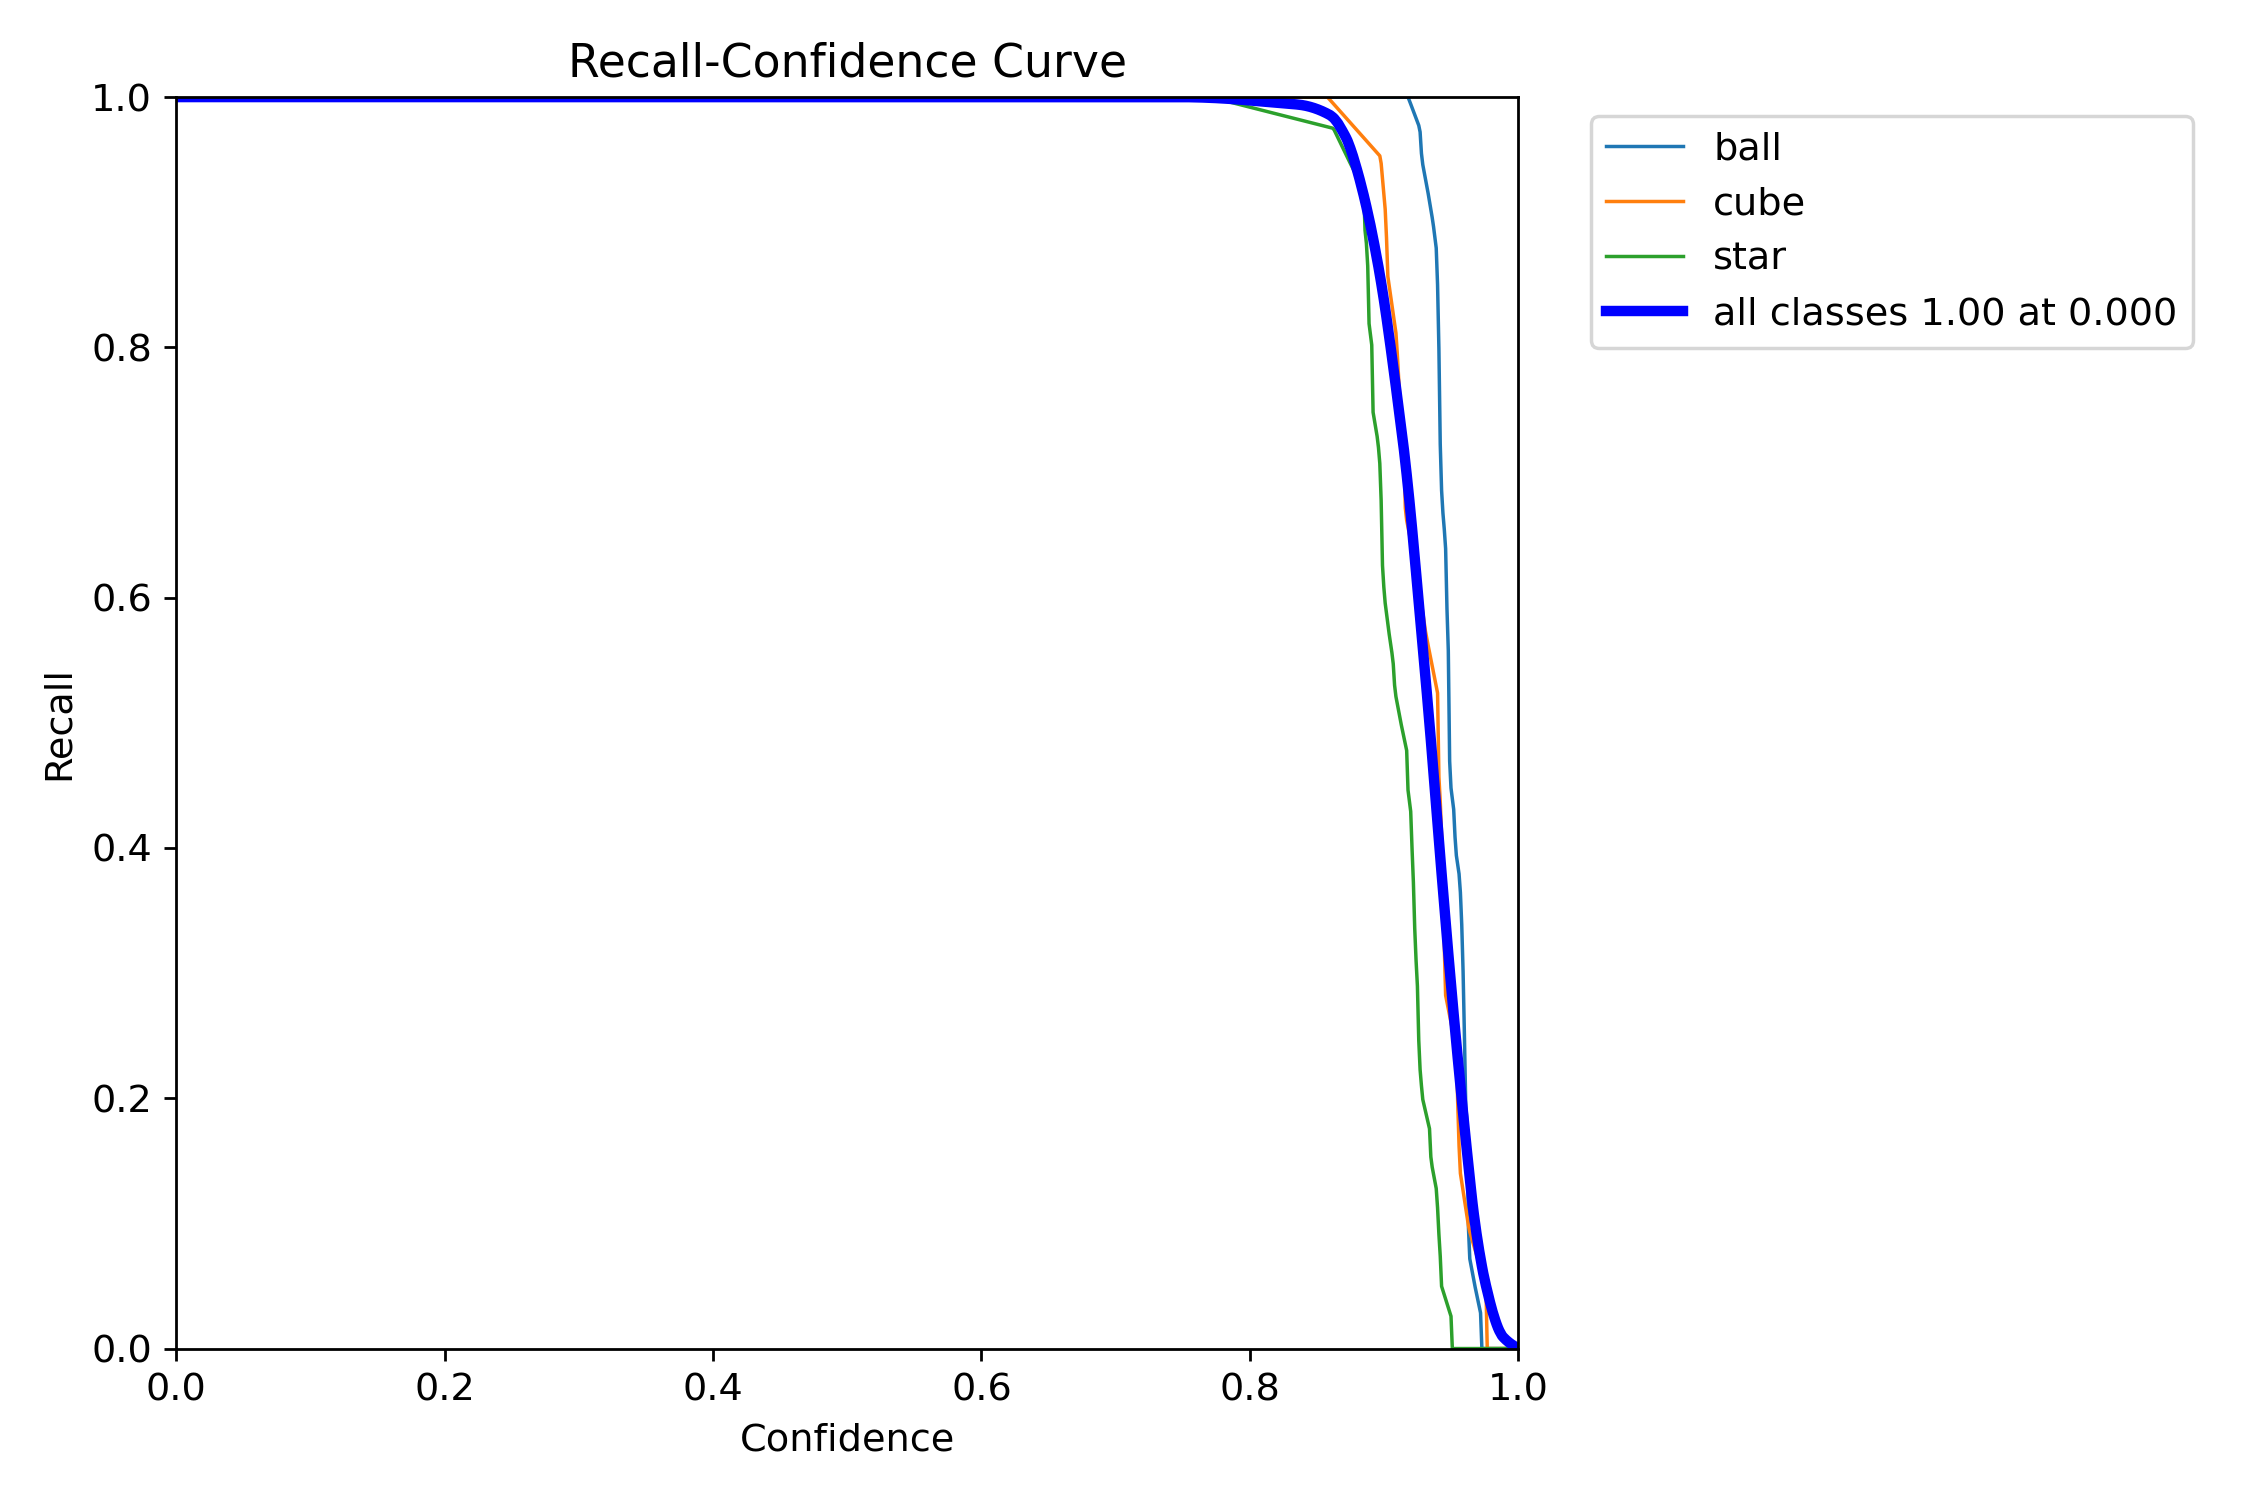 Recall-Confidence Curve
1.0
0.8
0.6
0.4
0.2
0.0
Recall
0.0 0.2 0.4 0.6 0.8 1.0
Confidence
ball
cube
star
all classes 1.00 at 0.000